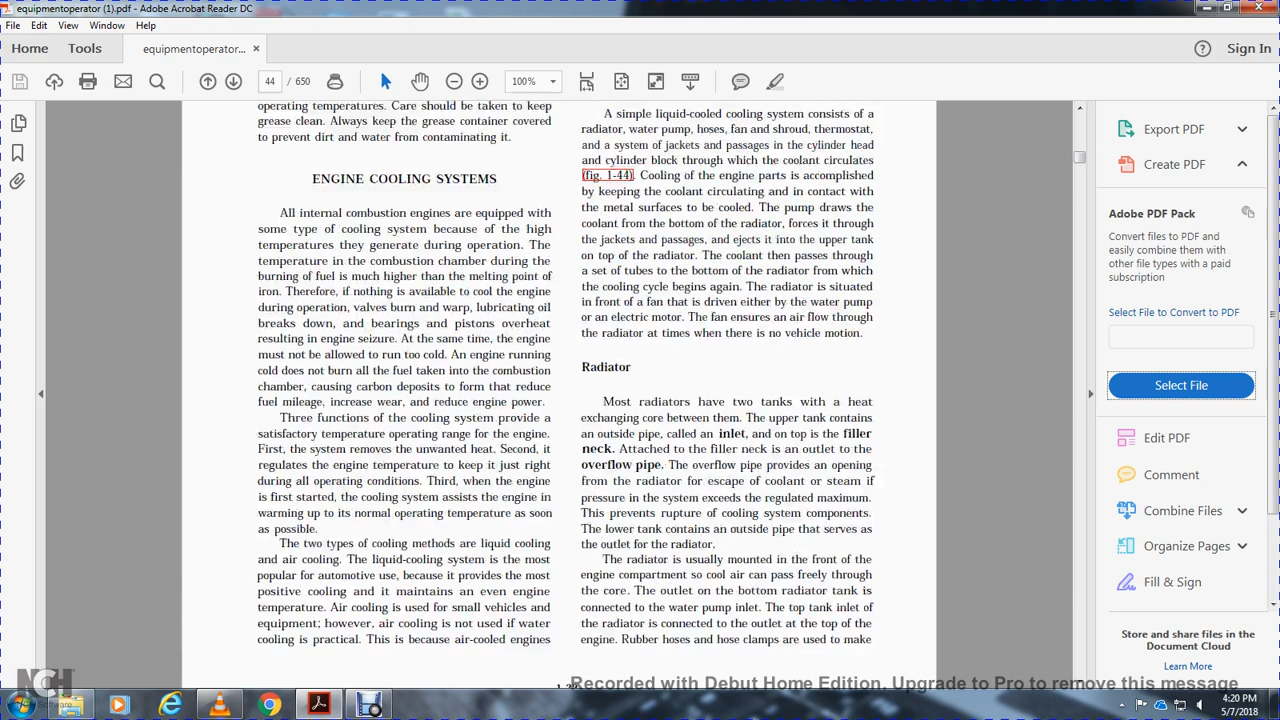 equipmentoperator (1).pdf - Adobe Acrobat Reader DC
File Edit View Window Help
Home Tools equipmentoperator... × Sign In
44 / 650 100%
operating temperatures. Care should be taken to keep
grease clean. Always keep the grease container covered
to prevent dirt and water from contaminating it.
ENGINE COOLING SYSTEMS
All internal combustion engines are equipped with
some type of cooling system because of the high
temperatures they generate during operation. The
temperature in the combustion chamber during the
burning of fuel is much higher than the melting point of
iron. Therefore, if nothing is available to cool the engine
during operation, valves burn and warp, lubricating oil
breaks down, and bearings and pistons overheat
resulting in engine seizure. At the same time, the engine
must not be allowed to run too cold. An engine running
cold does not burn all the fuel taken into the combustion
chamber, causing carbon deposits to form that reduce
fuel mileage, increase wear, and reduce engine power.
Three functions of the cooling system provide a
satisfactory temperature operating range for the engine.
First, the system removes the unwanted heat. Second, it
regulates the engine temperature to keep it just right
during all operating conditions. Third, when the engine
is first started, the cooling system assists the engine in
warming up to its normal operating temperature as soon
as possible.
The two types of cooling methods are liquid cooling
and air cooling. The liquid-cooling system is the most
popular for automotive use, because it provides the most
positive cooling and it maintains an even engine
temperature. Air cooling is used for small vehicles and
equipment; however, air cooling is not used if water
cooling is practical. This is because air-cooled engines
A simple liquid-cooled cooling system consists of a
radiator, water pump, hoses, fan and shroud, thermostat,
and a system of jackets and passages in the cylinder head
and cylinder block through which the coolant circulates
(fig. 1-44). Cooling of the engine parts is accomplished
by keeping the coolant circulating and in contact with
the metal surfaces to be cooled. The pump draws the
coolant from the bottom of the radiator, forces it through
the jackets and passages, and ejects it into the upper tank
on top of the radiator. The coolant then passes through
a set of tubes to the bottom of the radiator from which
the cooling cycle begins again. The radiator is situated
in front of a fan that is driven either by the water pump
or an electric motor. The fan ensures an air flow through
the radiator at times when there is no vehicle motion.
Radiator
Most radiators have two tanks with a heat
exchanging core between them. The upper tank contains
an outside pipe, called an inlet, and on top is the filler
neck. Attached to the filler neck is an outlet to the
overflow pipe. The overflow pipe provides an opening
from the radiator for escape of coolant or steam if
pressure in the system exceeds the regulated maximum.
This prevents rupture of cooling system components.
The lower tank contains an outside pipe that serves as
the outlet for the radiator.
The radiator is usually mounted in the front of the
engine compartment so cool air can pass freely through
the core. The outlet on the bottom radiator tank is
connected to the water pump inlet. The top tank inlet of
the radiator is connected to the outlet at the top of the
engine. Rubber hoses and hose clamps are used to make
Export PDF
Create PDF
Adobe PDF Pack
Convert files to PDF and
easily combine them with
other file types with a paid
subscription
Select File to Convert to PDF
Select File
Edit PDF
Comment
Combine Files
Organize Pages
Fill & Sign
Store and share files in the
Document Cloud
Learn More
NCH
Software
Recorded with Debut Home Edition. Upgrade to Pro to remove this message
4:20 PM
5/7/2018